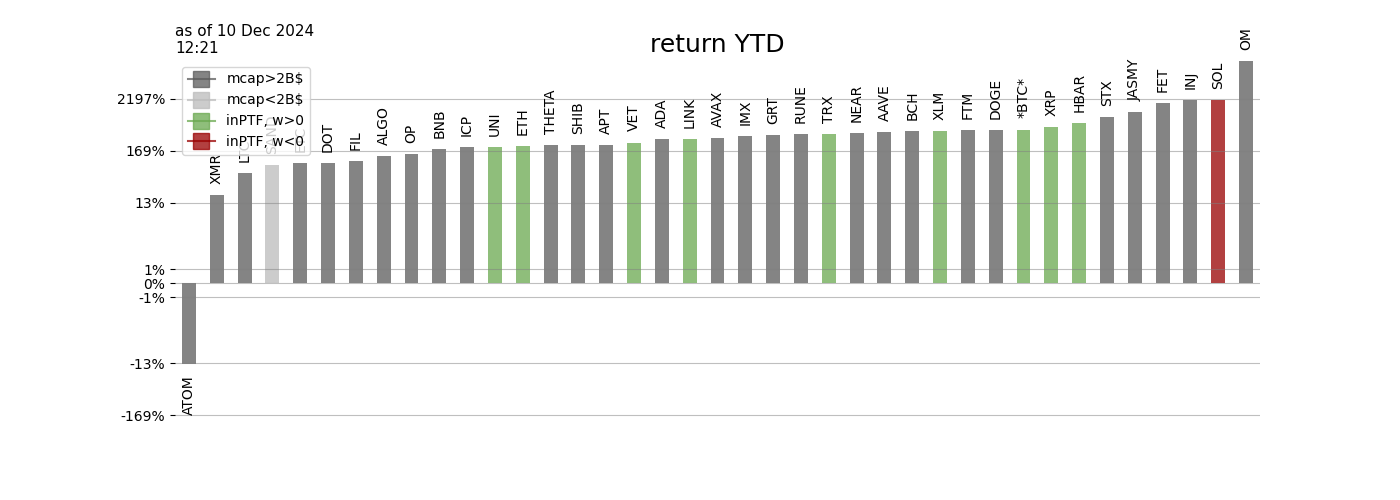 as of 10 Dec 2024
12:21
return YTD
mcap>2B$
mcap<2B$
inPTF, w>0
inPTF, w<0
2197%
169%
13%
1%
0%
-1%
-13%
-169%
ATOM
XMR
LTC
SAND
DOT
FIL
ALGO
OP
BNB
ICP
UNI
ETH
THETA
SHIB
APT
VET
ADA
LINK
AVAX
IMX
GRT
RUNE
TRX
NEAR
AAVE
BCH
XLM
FTM
DOGE
*BTC*
XRP
HBAR
STX
JASMY
FET
INJ
SOL
OM